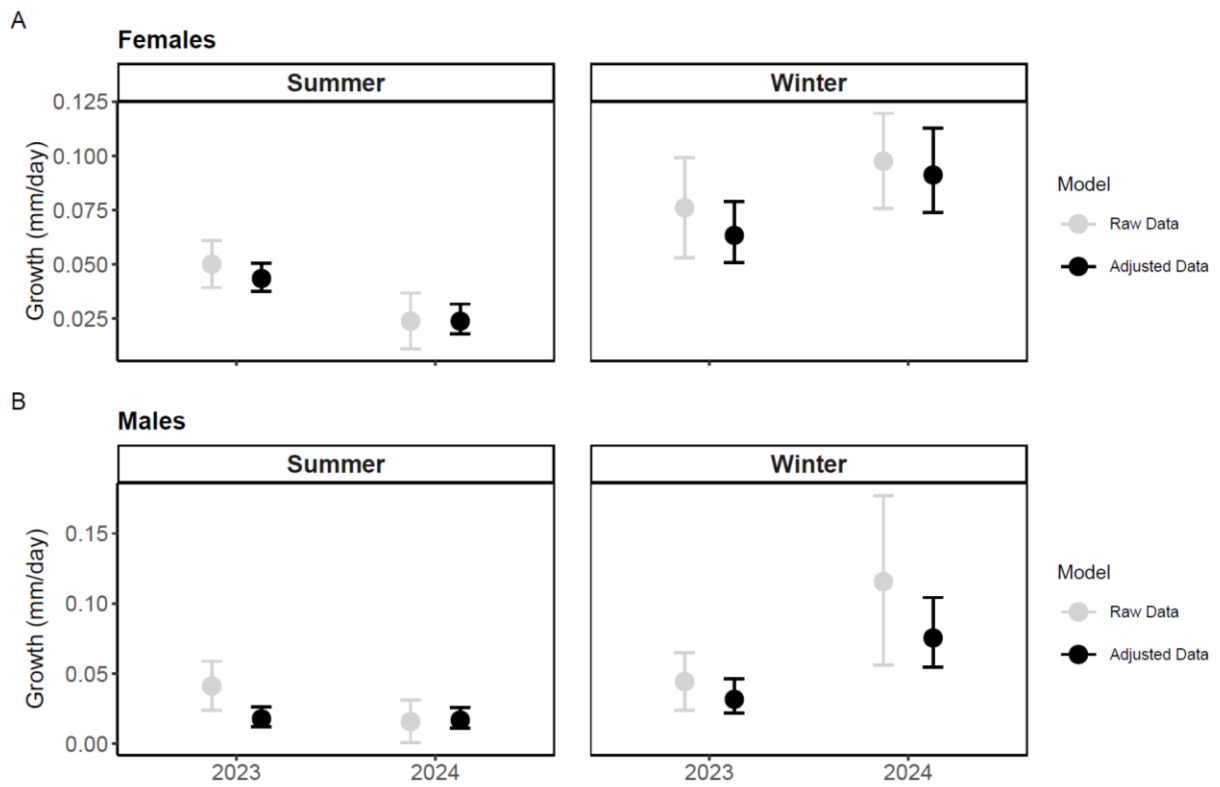 A
Females
Summer
Winter
Growth (mm/day)
0.125
0.100
0.075
0.050
0.025
Model
Raw Data
Adjusted Data
B
Males
Summer
Winter
Growth (mm/day)
0.15
0.10
0.05
0.00
2023
2024
2023
2024
Model
Raw Data
Adjusted Data